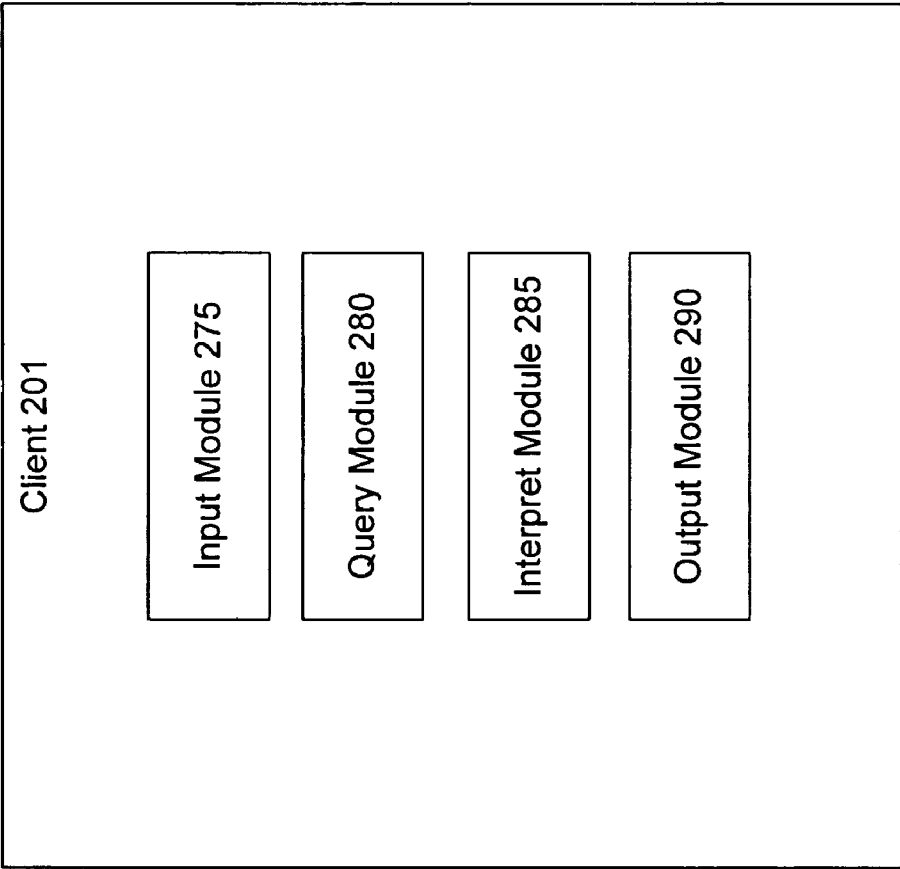 Client 201
Input Module 275
Query Module 280
Interpret Module 285
Output Module 290